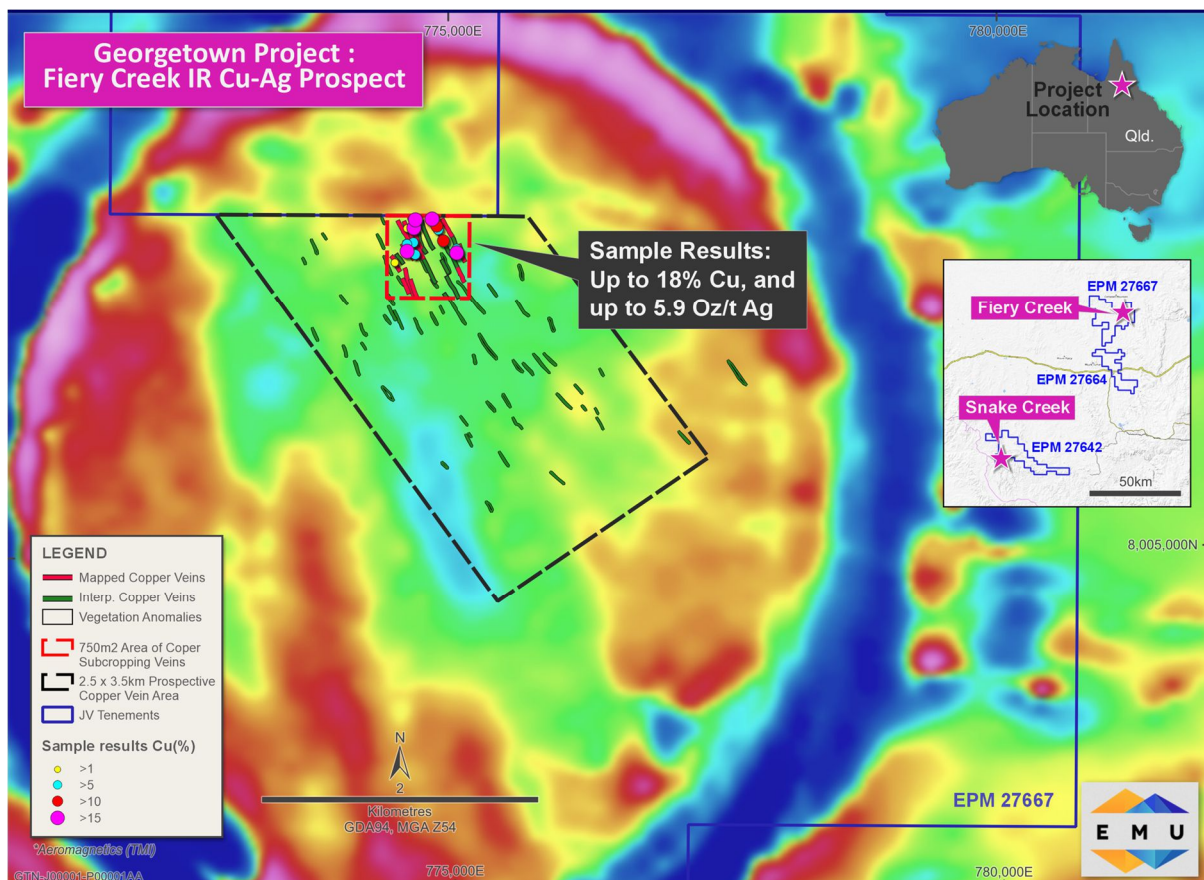 775,000E
780,000E
Georgetown Project :
Fiery Creek IR Cu-Ag Prospect
Project
Location
Qld.
Sample Results:
Up to 18% Cu, and
up to 5.9 Oz/t Ag
EPM 27667
Fiery Creek
EPM 27664
Snake Creek
EPM 27642
50km
8,005,000N
LEGEND
Mapped Copper Veins
Interp. Copper Veins
Vegetation Anomalies
750m2 Area of Coper
Subcropping Veins
2.5 x 3.5km Prospective
Copper Vein Area
JV Tenements
Sample results Cu(%)
>1
>5
>10
>15
*Aeromagnetics (TMI)
GTN-J00001-P00001AA
N
2
Kilometres
GDA94, MGA Z54
EPM 27667
EMU
775,000E
780,000E